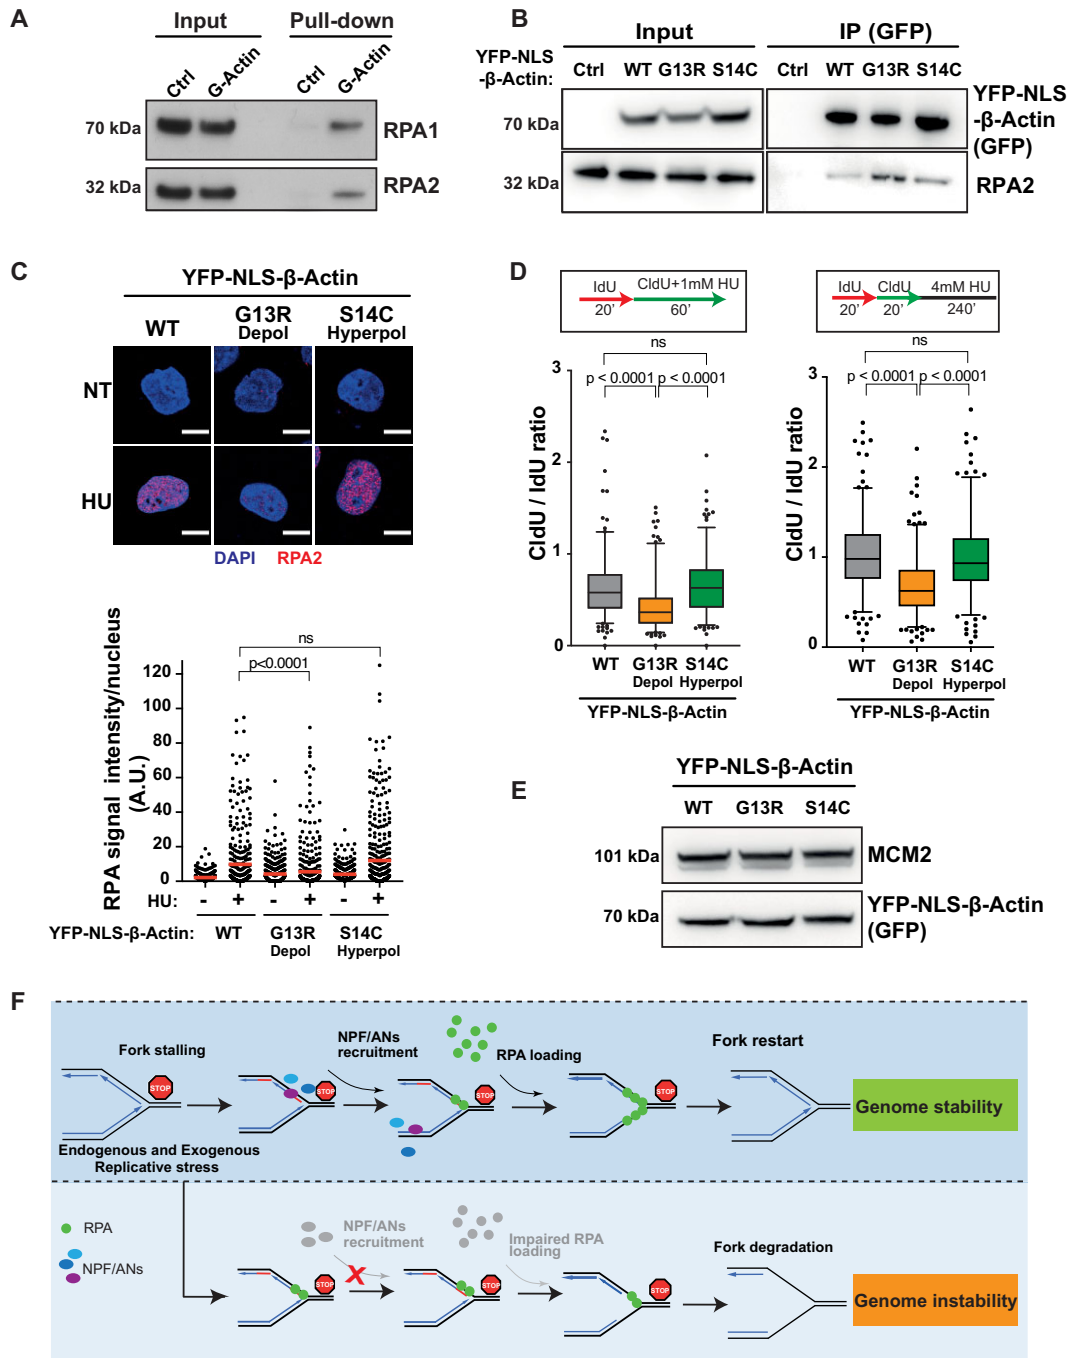 A
Input
Pull-down
Ctrl
G-Actin
Ctrl
G-Actin
70 kDa
RPA1
32 kDa
RPA2
B
Input
IP (GFP)
YFP-NLS
-β-Actin:
Ctrl
WT
G13R
S14C
Ctrl
WT
G13R
S14C
70 kDa
YFP-NLS
-β-Actin
(GFP)
32 kDa
RPA2
C
YFP-NLS-β-Actin
WT
G13R
Depol
S14C
Hyperpol
NT
HU
DAPI
RPA2
RPA signal intensity/nucleus
(A.U.)
ns
p<0.0001
120
100
80
60
40
20
0
HU:
-
+
-
+
-
+
YFP-NLS-β-Actin:
WT
G13R
Depol
S14C
Hyperpol
D
IdU
CldU+1mM HU
20'
60'
ns
p < 0.0001
p < 0.0001
CldU / IdU ratio
3
2
1
0
WT
G13R
Depol
S14C
Hyperpol
YFP-NLS-β-Actin
IdU
CldU
4mM HU
20'
20'
240'
ns
p < 0.0001
p < 0.0001
CldU / IdU ratio
3
2
1
0
WT
G13R
Depol
S14C
Hyperpol
YFP-NLS-β-Actin
E
YFP-NLS-β-Actin
WT
G13R
S14C
101 kDa
MCM2
70 kDa
YFP-NLS-β-Actin
(GFP)
F
Fork stalling
NPF/ANs
recruitment
RPA loading
Fork restart
STOP
STOP
STOP
STOP
Genome stability
Endogenous and Exogenous
Replicative stress
RPA
NPF/ANs
NPF/ANs
recruitment
X
Impaired RPA
loading
Fork degradation
STOP
STOP
STOP
Genome instability